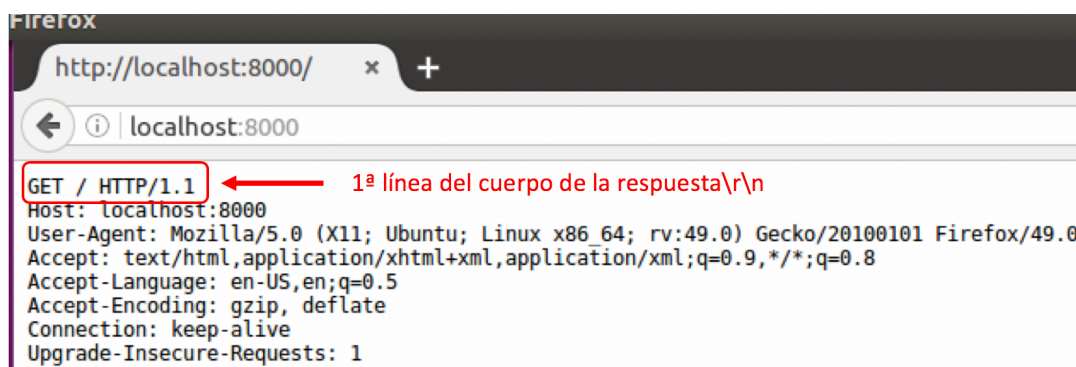 Firefox
http://localhost:8000/ × +
localhost:8000
GET / HTTP/1.1
1ª línea del cuerpo de la respuesta\r\n
Host: localhost:8000
User-Agent: Mozilla/5.0 (X11; Ubuntu; Linux x86_64; rv:49.0) Gecko/20100101 Firefox/49.0
Accept: text/html,application/xhtml+xml,application/xml;q=0.9,*/*;q=0.8
Accept-Language: en-US,en;q=0.5
Accept-Encoding: gzip, deflate
Connection: keep-alive
Upgrade-Insecure-Requests: 1